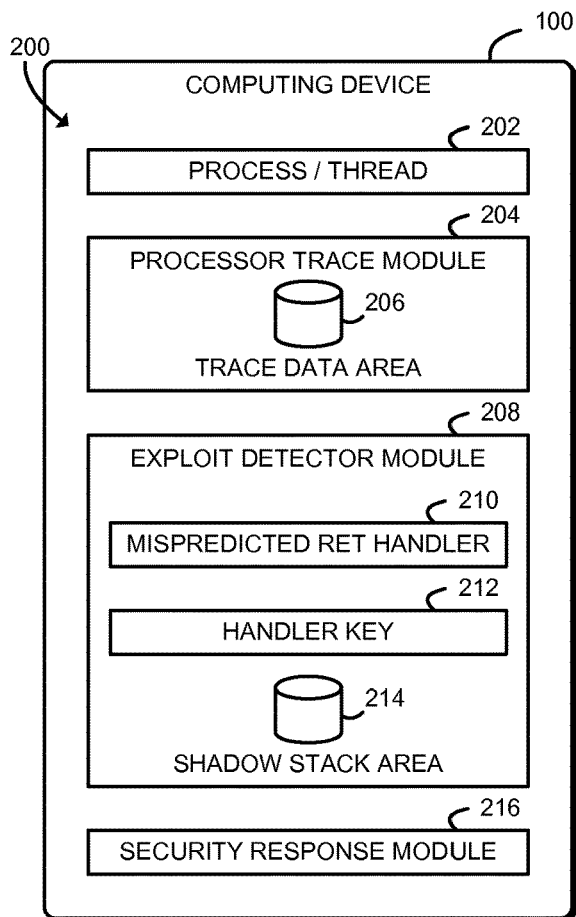 100
200
COMPUTING DEVICE
202
PROCESS / THREAD
204
PROCESSOR TRACE MODULE
206
TRACE DATA AREA
208
EXPLOIT DETECTOR MODULE
210
MISPREDICTED RET HANDLER
212
HANDLER KEY
214
SHADOW STACK AREA
216
SECURITY RESPONSE MODULE